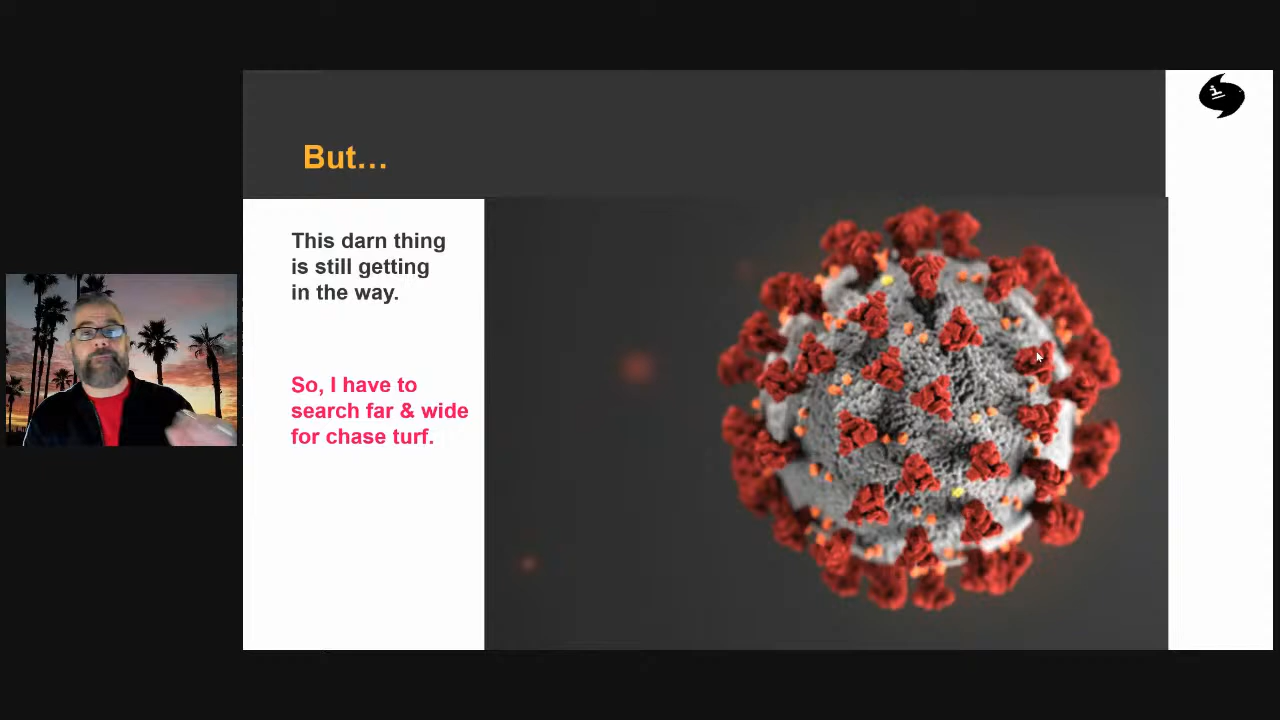 But…
This darn thing
is still getting
in the way.
So, I have to
search far & wide
for chase turf.